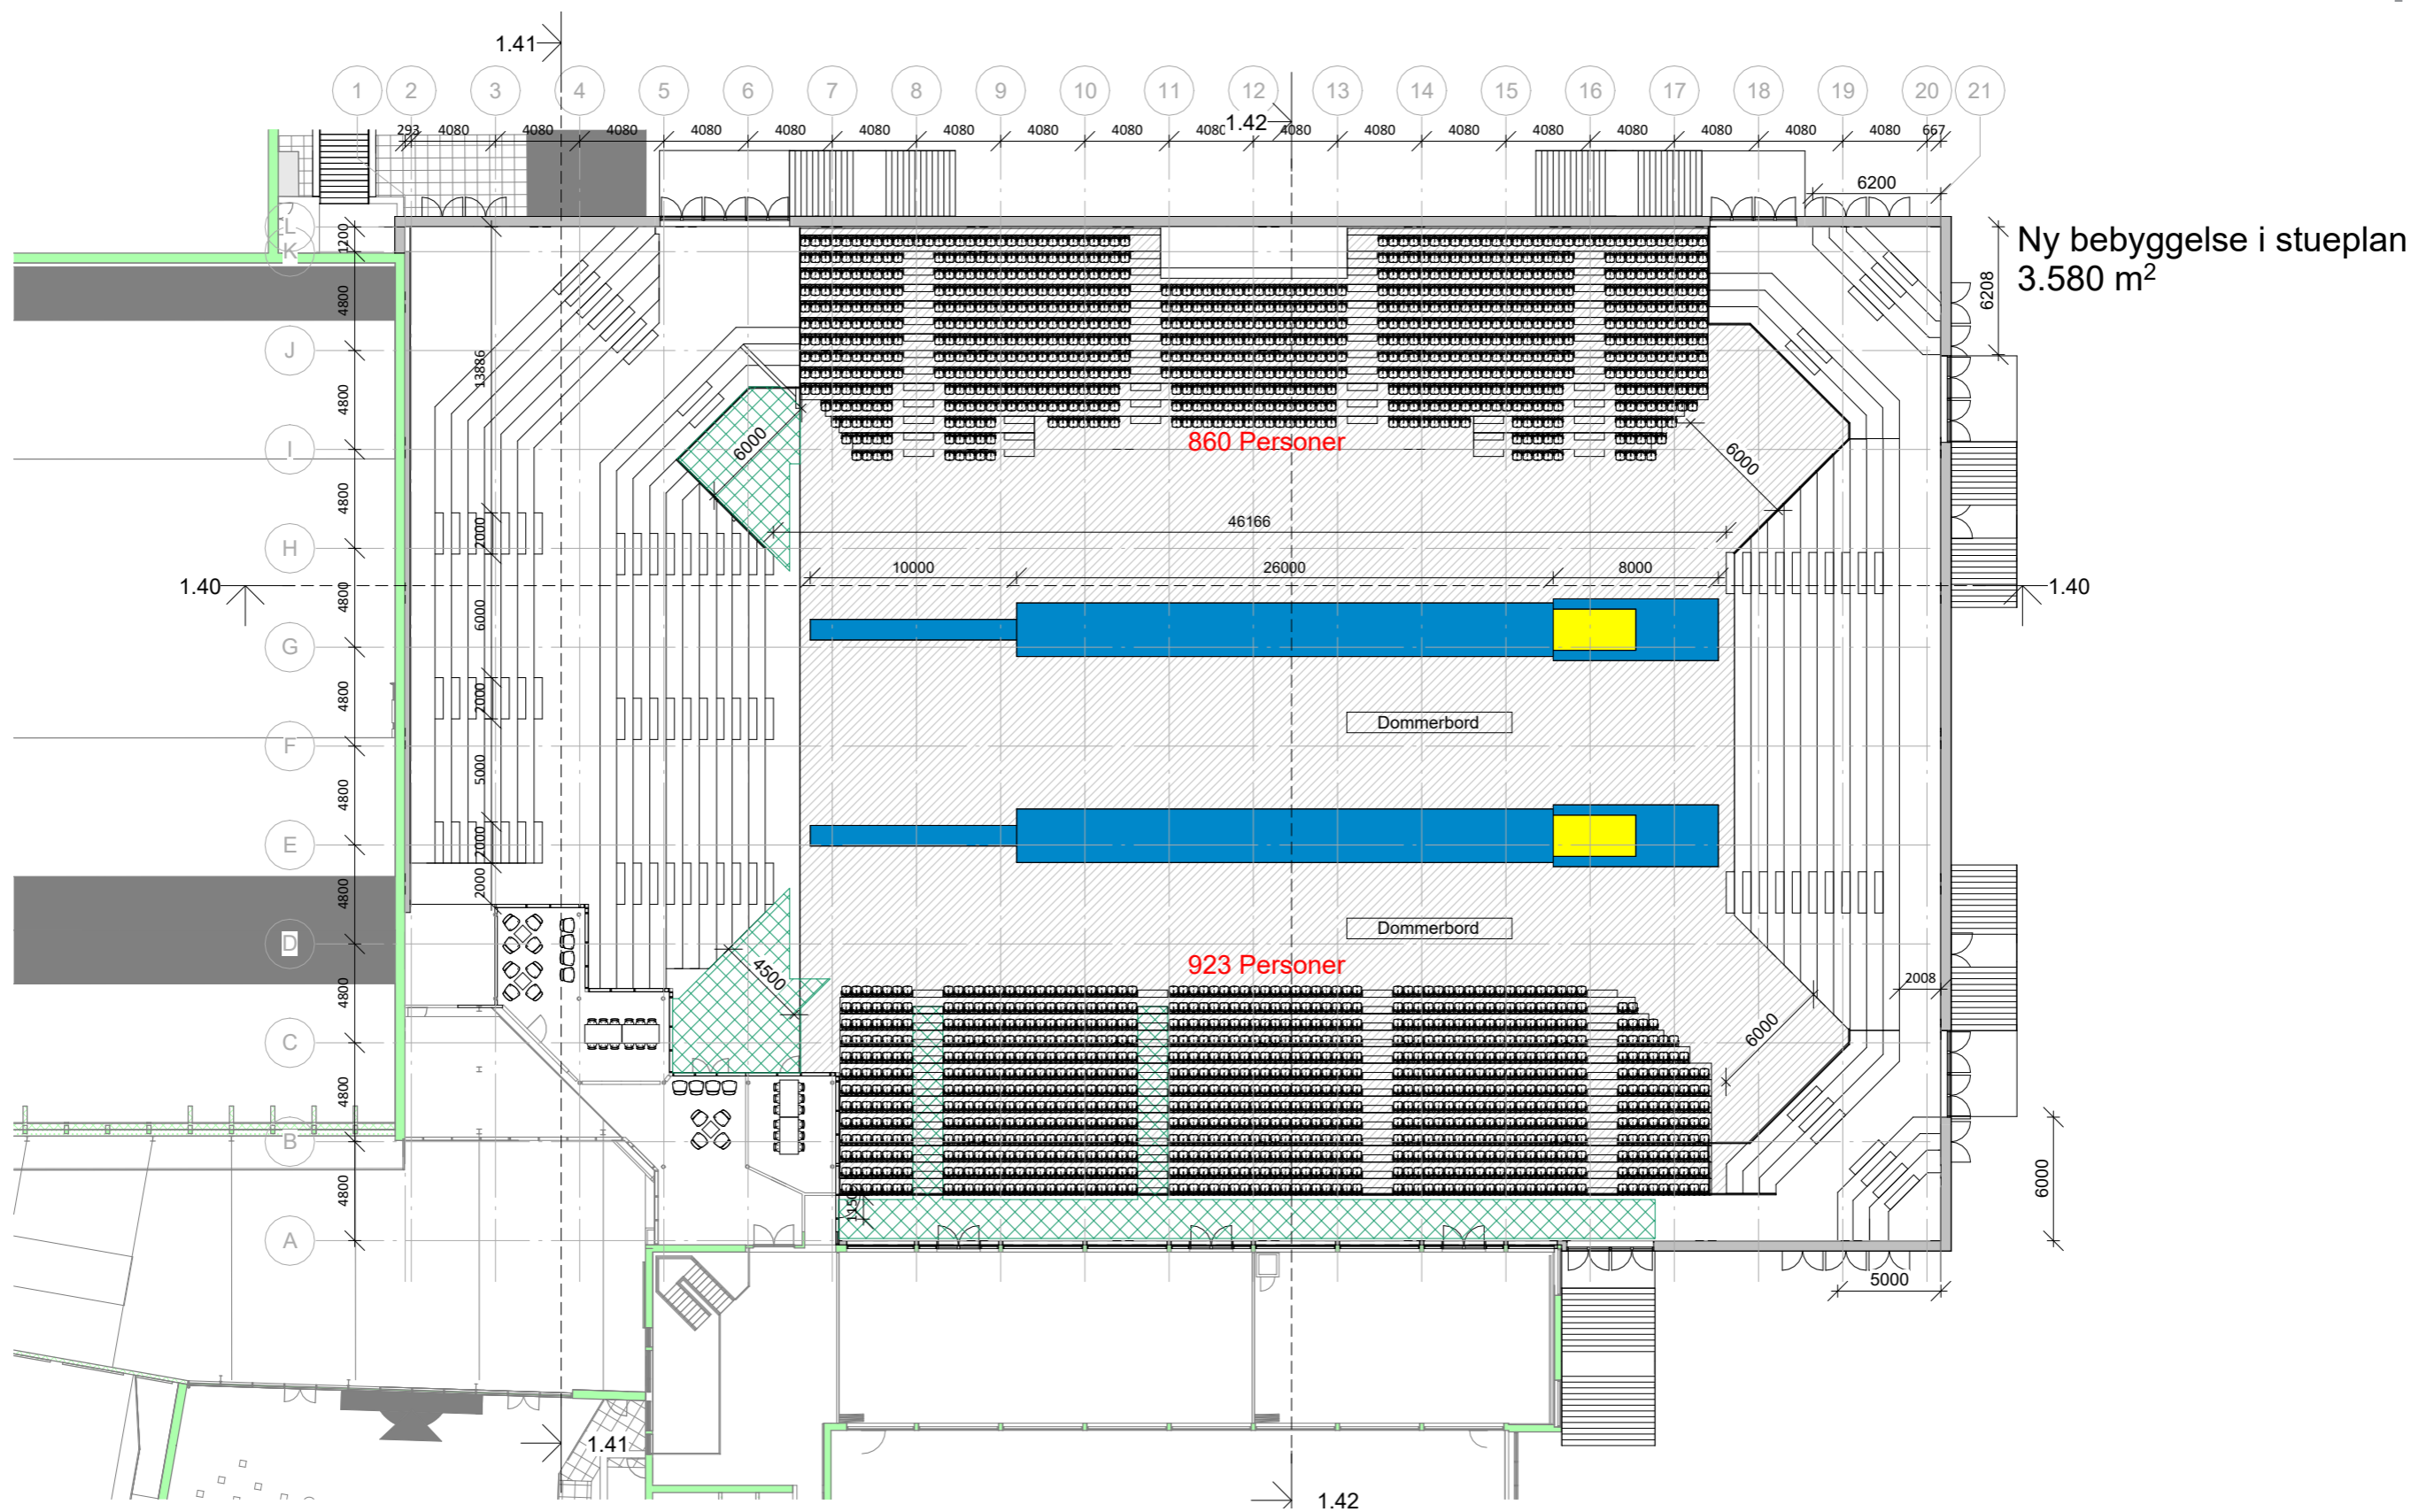 1.41
1 2 3 4 5 6 7 8 9 10 11 12 13 14 15 16 17 18 19 20 21
1.42
293 4080 4080 4080 4080 4080 4080 4080 4080 4080 4080 4080 4080 4080 4080 4080 4080 4080 4080 667
6200
L
1200
K
Ny bebyggelse i stueplan
3.580 m²
6208
4800
J
13886
4800
I
6000
860 Personer
6000
4800
2000
H
46166
10000 26000 8000
1.40
1.40
4800
6000
G
4800
2000
Dommerbord
F
5000
4800
E
2000
4800
2000
D
Dommerbord
4500
923 Personer
2008
4800
C
6000
4800
B
4800
1150
6000
A
5000
1.41
1.42